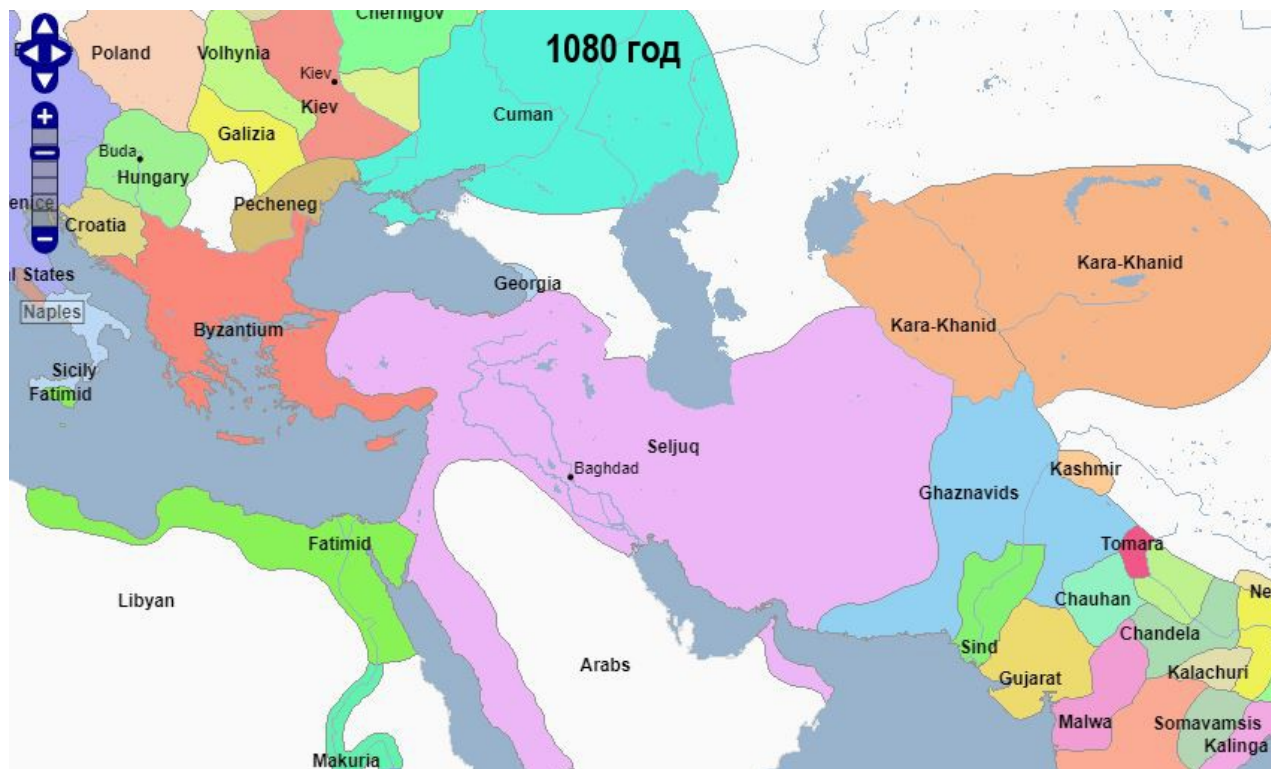 Chernigov
1080 год
Poland
Volhynia
Kiev
Kiev
Cuman
Galizia
Buda
Hungary
Pecheneg
enice
Croatia
Kara-Khanid
l States
Georgia
Naples
Byzantium
Kara-Khanid
Sicily
Fatimid
Seljuq
Baghdad
Kashmir
Ghaznavids
Fatimid
Tomara
Libyan
Chauhan
Ne
Chandela
Sind
Arabs
Gujarat
Kalachuri
Malwa
Somavamsis
Kalinga
Makuria